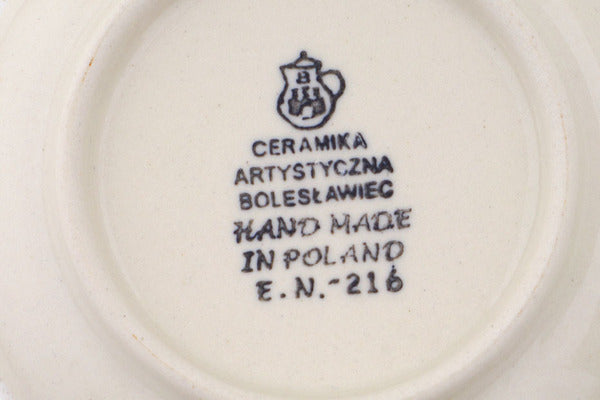 B
CERAMIKA
ARTYSTYCZNA
BOLESŁAWIEC
HAND MADE
IN POLAND
E.N.-216